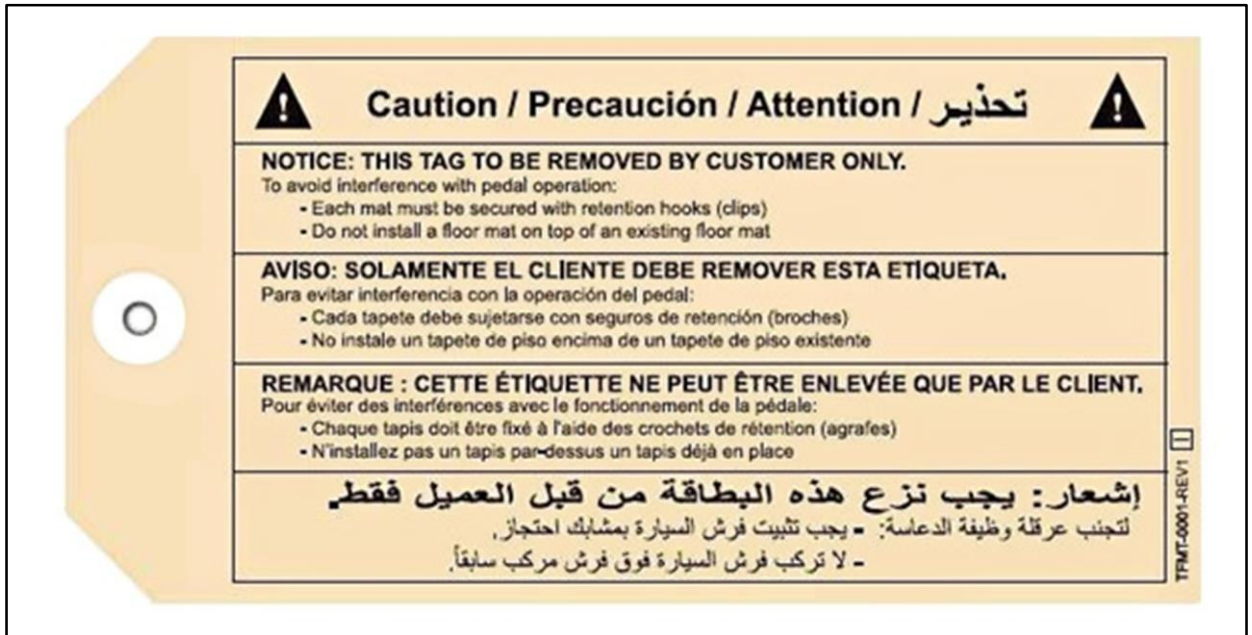 Caution / Precaución / Attention / تحذير
NOTICE: THIS TAG TO BE REMOVED BY CUSTOMER ONLY.
To avoid interference with pedal operation:
- Each mat must be secured with retention hooks (clips)
- Do not install a floor mat on top of an existing floor mat
AVISO: SOLAMENTE EL CLIENTE DEBE REMOVER ESTA ETIQUETA.
Para evitar interferencia con la operación del pedal:
- Cada tapete debe sujetarse con seguros de retención (broches)
- No instale un tapete de piso encima de un tapete de piso existente
REMARQUE : CETTE ÉTIQUETTE NE PEUT ÊTRE ENLEVÉE QUE PAR LE CLIENT.
Pour éviter des interférences avec le fonctionnement de la pédale:
- Chaque tapis doit être fixé à l'aide des crochets de rétention (agrafes)
- N'installez pas un tapis par-dessus un tapis déjà en place
إشعار: يجب نزع هذه البطاقة من قبل العميل فقط.
لتجنب عرقلة وظيفة الدعاسة: - يجب تثبيت فرش السيارة بمشابك احتجاز.
- لا تركب فرش السيارة فوق فرش مركب سابقاً.
TFMT-0001-REV1